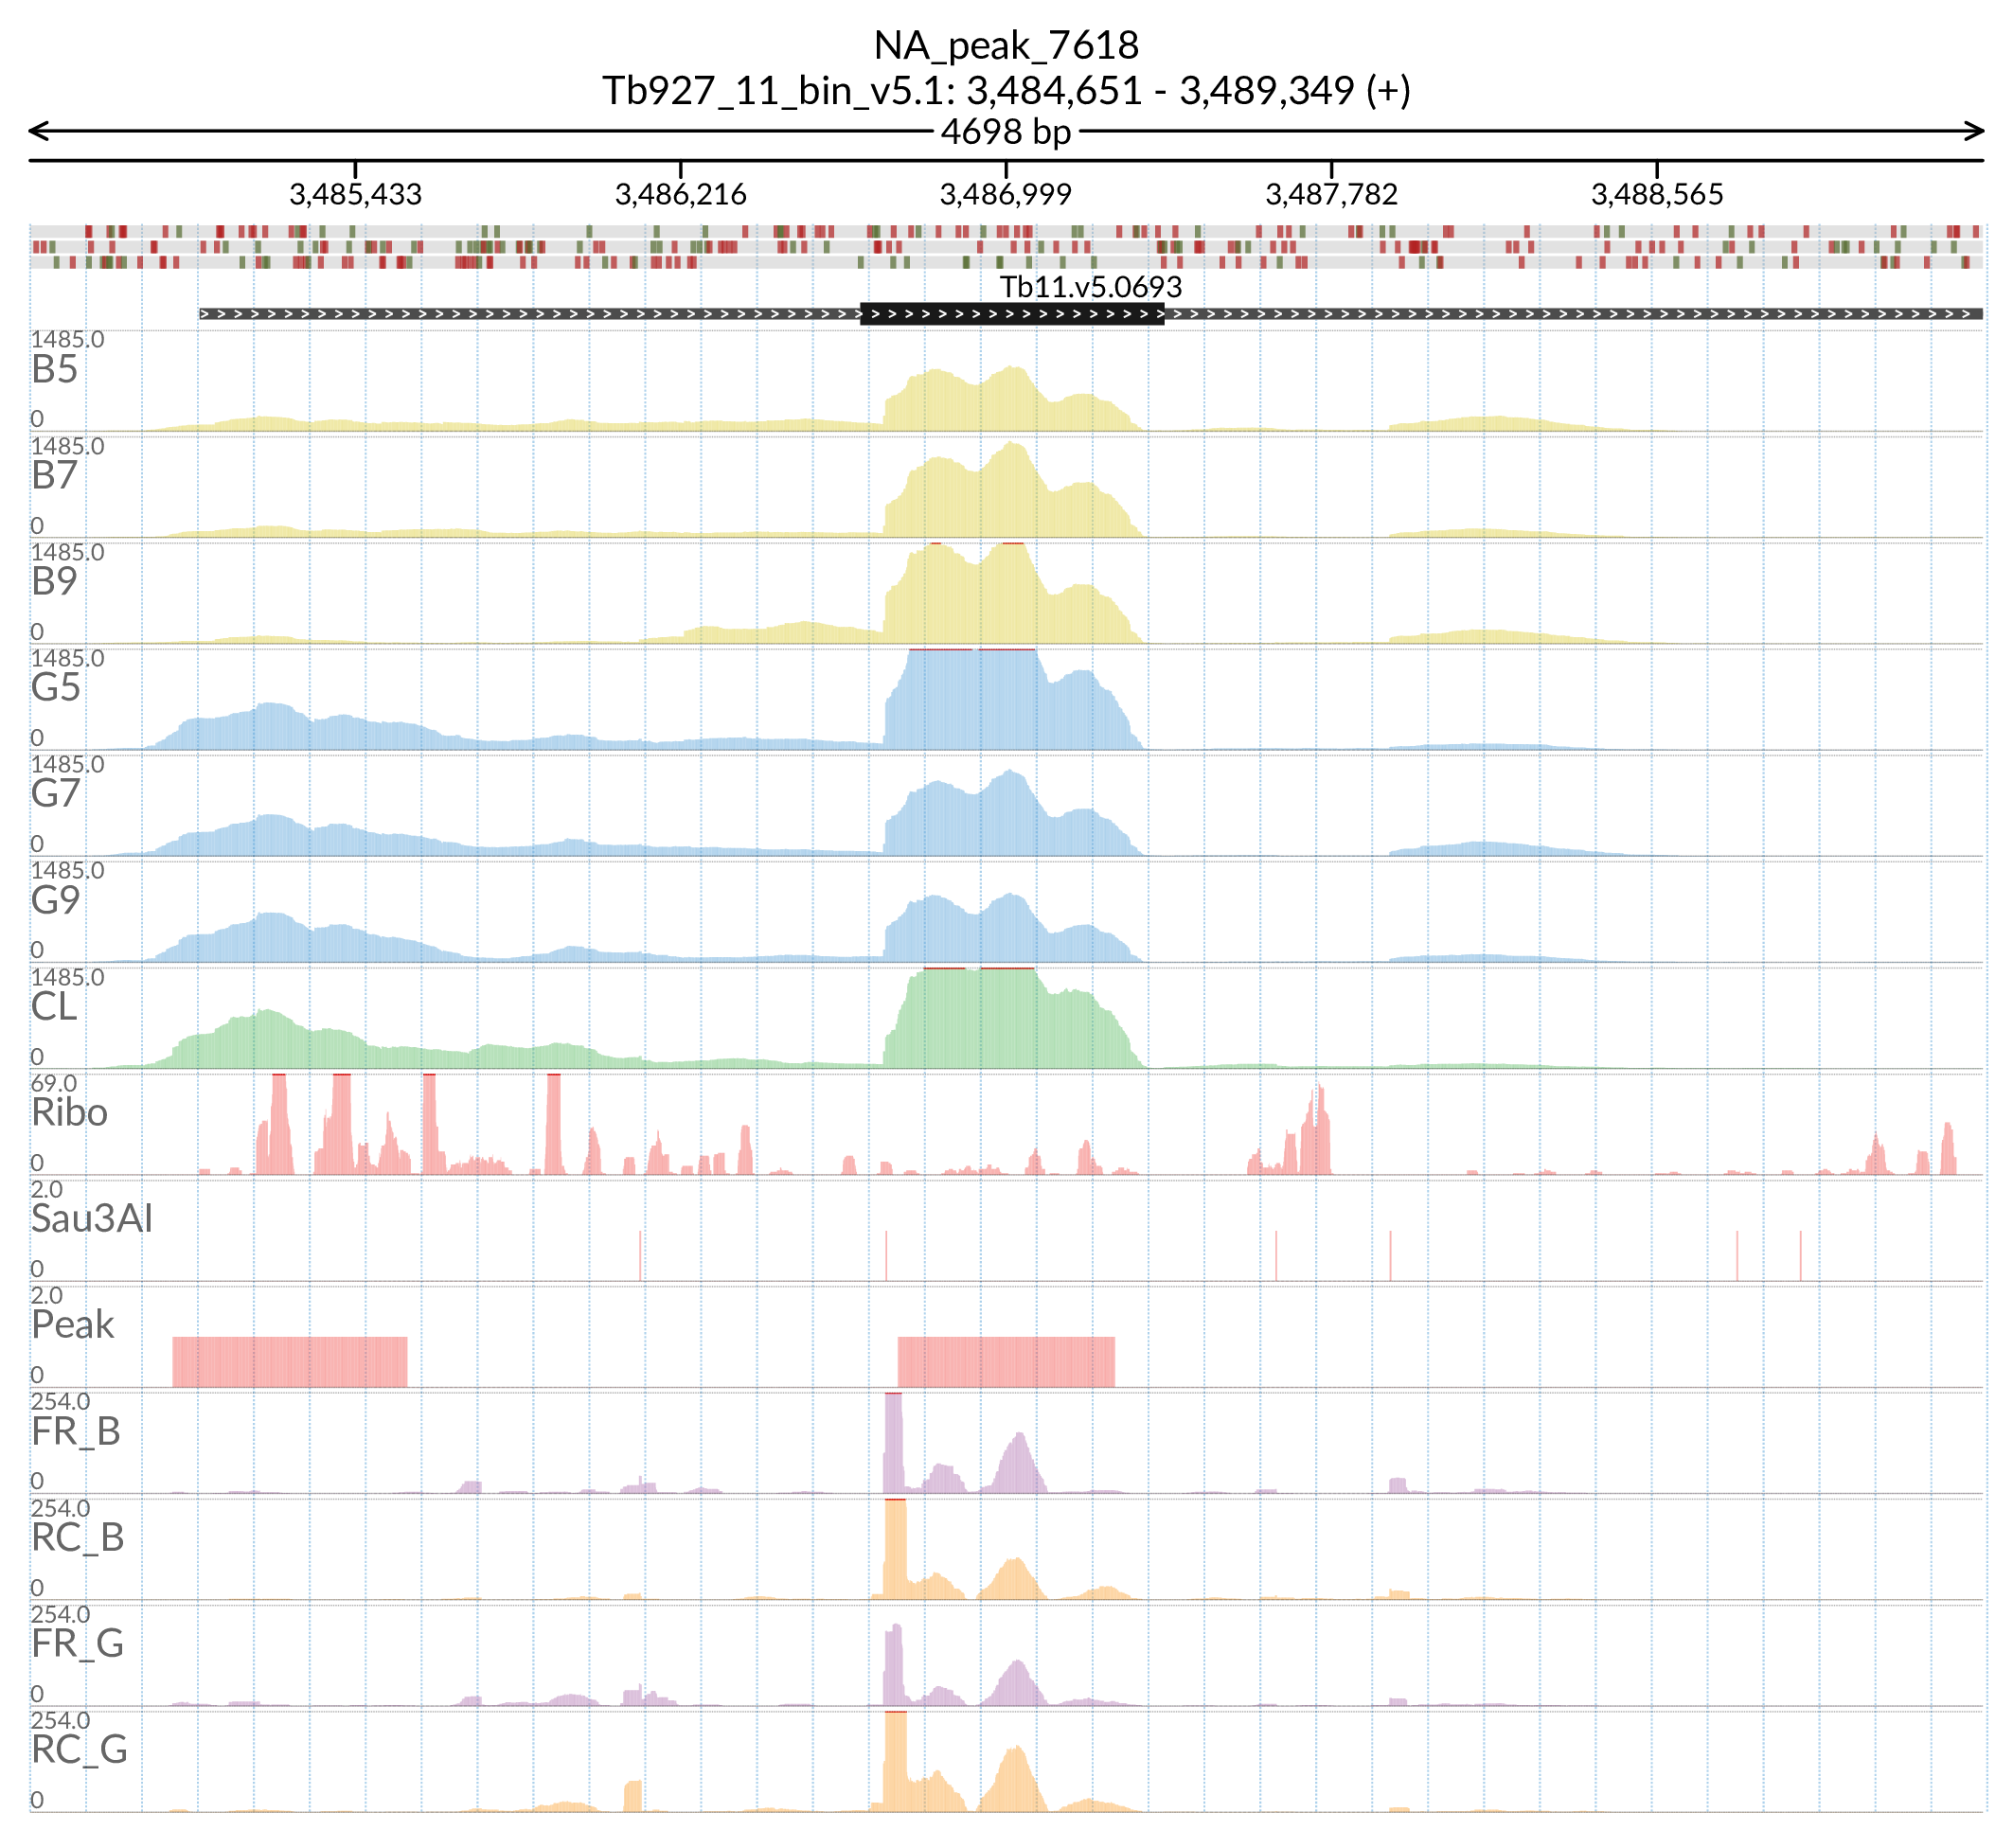 NA_peak_7618
Tb927_11_bin_v5.1: 3,484,651 - 3,489,349 (+)
4698 bp
3,485,433 3,486,216 3,486,999 3,487,782 3,488,565
Tb11.v5.0693
1485.0
B5
0
1485.0
B7
0
1485.0
B9
0
1485.0
G5
0
1485.0
G7
0
1485.0
G9
0
1485.0
CL
0
69.0
Ribo
0
2.0
Sau3AI
0
2.0
Peak
0
254.0
FR_B
0
254.0
RC_B
0
254.0
FR_G
0
254.0
RC_G
0